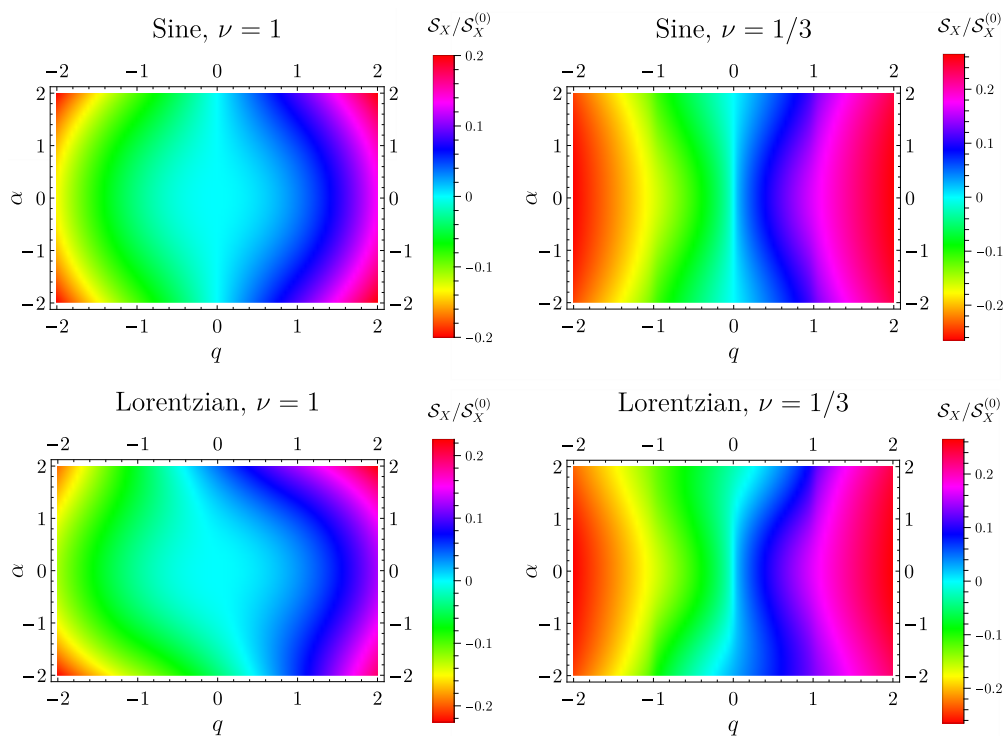 Sine, ν = 1
S_X/S_X^(0)
−2 −1 0 1 2
2 1 0 −1 −2
α
2 1 0 −1 −2
−2 −1 0 1 2
q
0.2
0.1
0
−0.1
−0.2
Sine, ν = 1/3
S_X/S_X^(0)
−2 −1 0 1 2
2 1 0 −1 −2
α
2 1 0 −1 −2
−2 −1 0 1 2
q
0.2
0.1
0
−0.1
−0.2
Lorentzian, ν = 1
S_X/S_X^(0)
−2 −1 0 1 2
2 1 0 −1 −2
α
2 1 0 −1 −2
−2 −1 0 1 2
q
0.2
0.1
0
−0.1
−0.2
Lorentzian, ν = 1/3
S_X/S_X^(0)
−2 −1 0 1 2
2 1 0 −1 −2
α
2 1 0 −1 −2
−2 −1 0 1 2
q
0.2
0.1
0
−0.1
−0.2